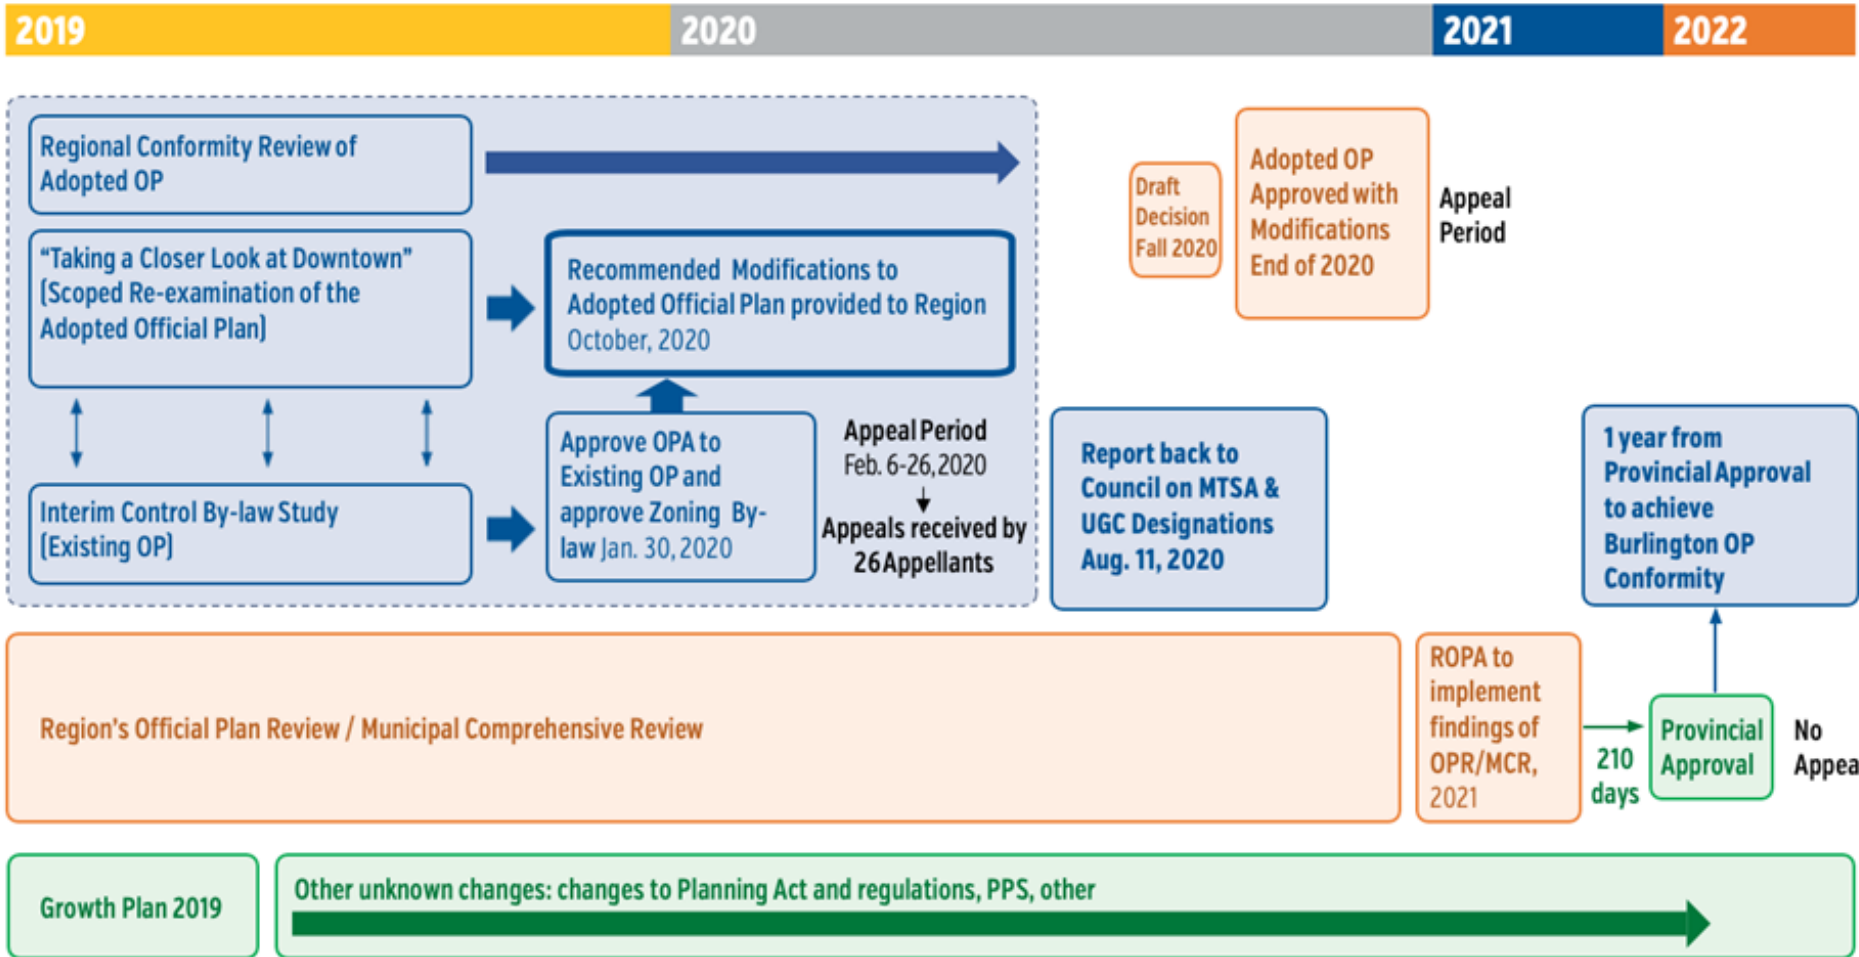 2019
2020
2021
2022
Regional Conformity Review of
Adopted OP
“Taking a Closer Look at Downtown”
(Scoped Re-examination of the
Adopted Official Plan)
Interim Control By-law Study
(Existing OP)
Recommended Modifications to
Adopted Official Plan provided to Region
October, 2020
Approve OPA to
Existing OP and
approve Zoning By-
law Jan. 30, 2020
Appeal Period
Feb. 6-26, 2020
Appeals received by
26 Appellants
Draft
Decision
Fall 2020
Adopted OP
Approved with
Modifications
End of 2020
Appeal
Period
Report back to
Council on MTSA &
UGC Designations
Aug. 11, 2020
1 year from
Provincial Approval
to achieve
Burlington OP
Conformity
Region's Official Plan Review / Municipal Comprehensive Review
ROPA to
implement
findings of
OPR/MCR,
2021
210
days
Provincial
Approval
No
Appea
Growth Plan 2019
Other unknown changes: changes to Planning Act and regulations, PPS, other